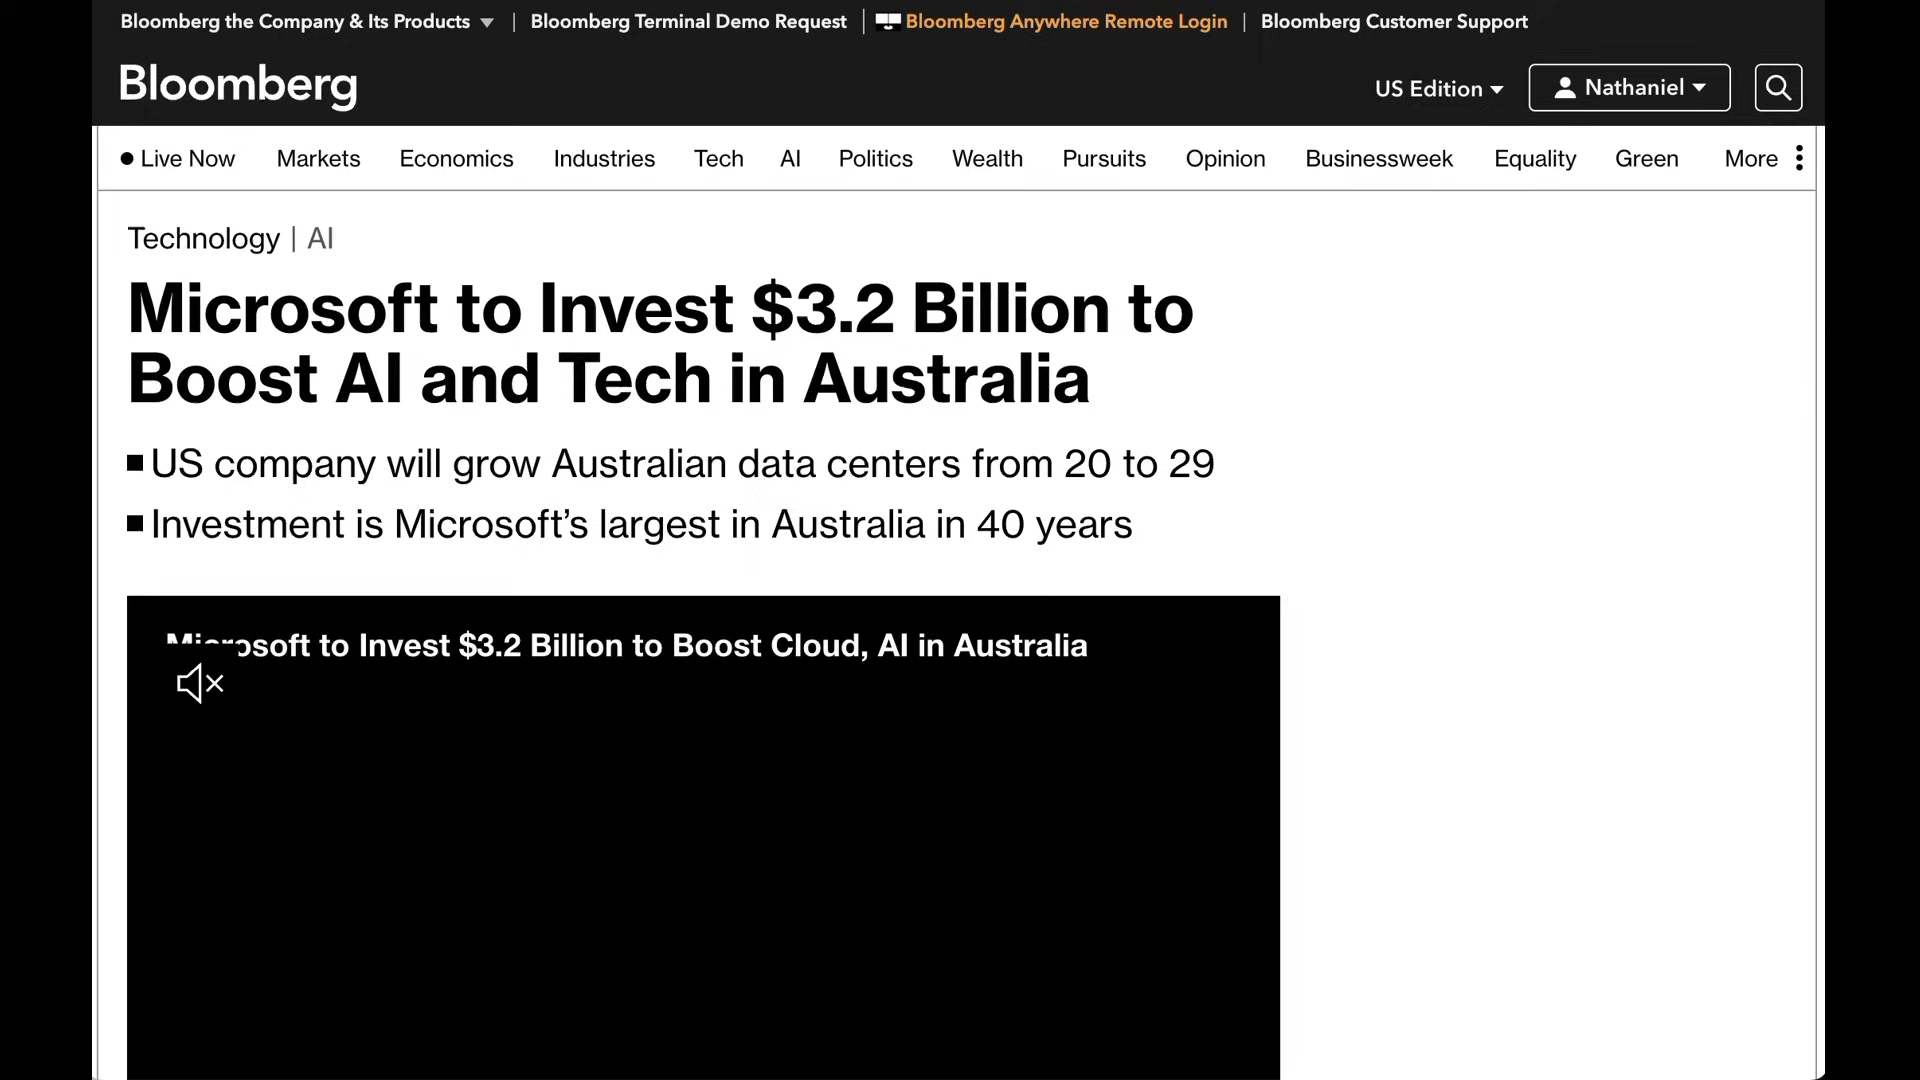 Bloomberg the Company & Its Products | Bloomberg Terminal Demo Request | Bloomberg Anywhere Remote Login | Bloomberg Customer Support
Bloomberg
US Edition
Nathaniel
Live Now Markets Economics Industries Tech AI Politics Wealth Pursuits Opinion Businessweek Equality Green More
Technology | AI
Microsoft to Invest $3.2 Billion to
Boost AI and Tech in Australia
US company will grow Australian data centers from 20 to 29
Investment is Microsoft’s largest in Australia in 40 years
Microsoft to Invest $3.2 Billion to Boost Cloud, AI in Australia